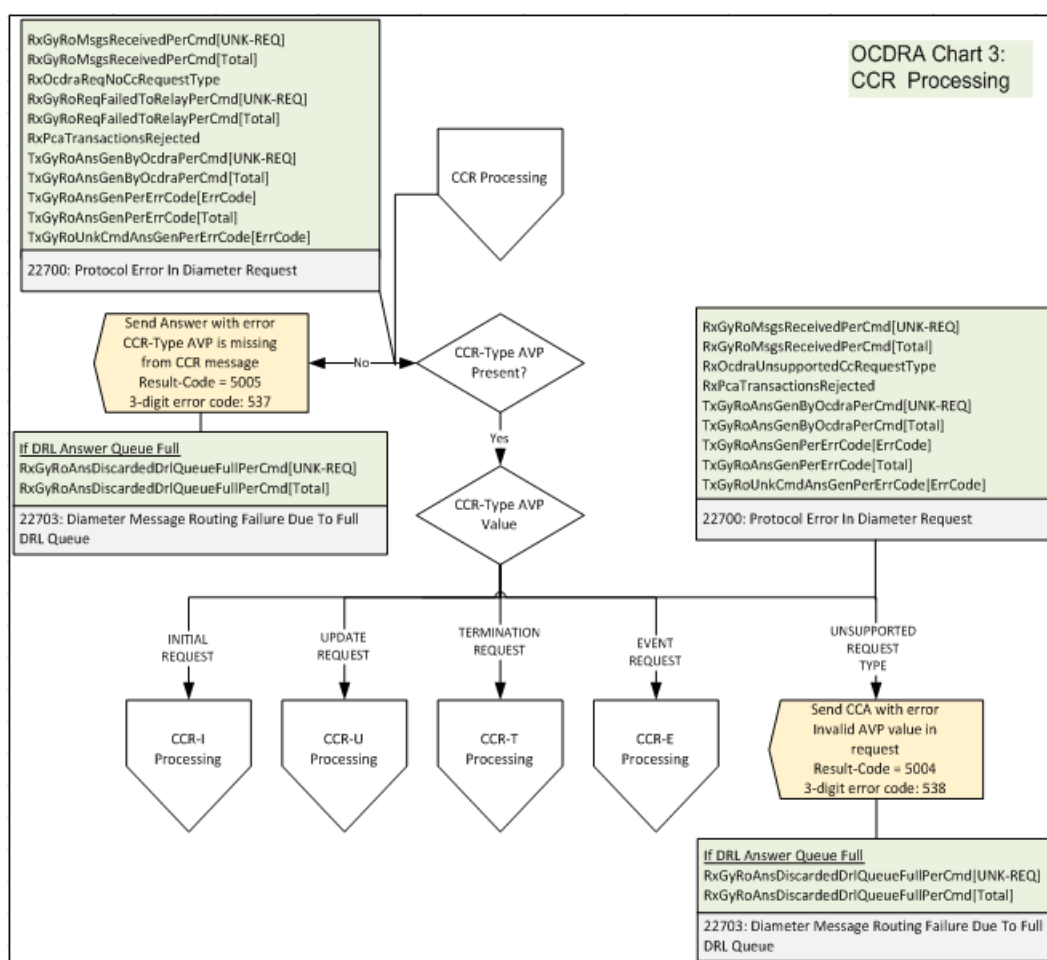 RxGyRoMsgsReceivedPerCmd[UNK-REQ]
RxGyRoMsgsReceivedPerCmd[Total]
RxOcdraReqNoCcRequestType
RxGyRoReqFailedToRelayPerCmd[UNK-REQ]
RxGyRoReqFailedToRelayPerCmd[Total]
RxPcaTransactionsRejected
TxGyRoAnsGenByOcdraPerCmd[UNK-REQ]
TxGyRoAnsGenByOcdraPerCmd[Total]
TxGyRoAnsGenPerErrCode[ErrCode]
TxGyRoAnsGenPerErrCode[Total]
TxGyRoUnkCmdAnsGenPerErrCode[ErrCode]
22700: Protocol Error In Diameter Request
OCDRA Chart 3:
CCR Processing
CCR Processing
Send Answer with error
CCR-Type AVP is missing
from CCR message
Result-Code = 5005
3-digit error code: 537
No
CCR-Type AVP
Present?
If DRL Answer Queue Full
RxGyRoAnsDiscardedDrlQueueFullPerCmd[UNK-REQ]
RxGyRoAnsDiscardedDrlQueueFullPerCmd[Total]
22703: Diameter Message Routing Failure Due To Full
DRL Queue
Yes
CCR-Type AVP
Value
RxGyRoMsgsReceivedPerCmd[UNK-REQ]
RxGyRoMsgsReceivedPerCmd[Total]
RxOcdraUnsupportedCcRequestType
RxPcaTransactionsRejected
TxGyRoAnsGenByOcdraPerCmd[UNK-REQ]
TxGyRoAnsGenByOcdraPerCmd[Total]
TxGyRoAnsGenPerErrCode[ErrCode]
TxGyRoAnsGenPerErrCode[Total]
TxGyRoUnkCmdAnsGenPerErrCode[ErrCode]
22700: Protocol Error In Diameter Request
INITIAL
REQUEST
UPDATE
REQUEST
TERMINATION
REQUEST
EVENT
REQUEST
UNSUPPORTED
REQUEST
TYPE
CCR-I
Processing
CCR-U
Processing
CCR-T
Processing
CCR-E
Processing
Send CCA with error
Invalid AVP value in
request
Result-Code = 5004
3-digit error code: 538
If DRL Answer Queue Full
RxGyRoAnsDiscardedDrlQueueFullPerCmd[UNK-REQ]
RxGyRoAnsDiscardedDrlQueueFullPerCmd[Total]
22703: Diameter Message Routing Failure Due To Full
DRL Queue